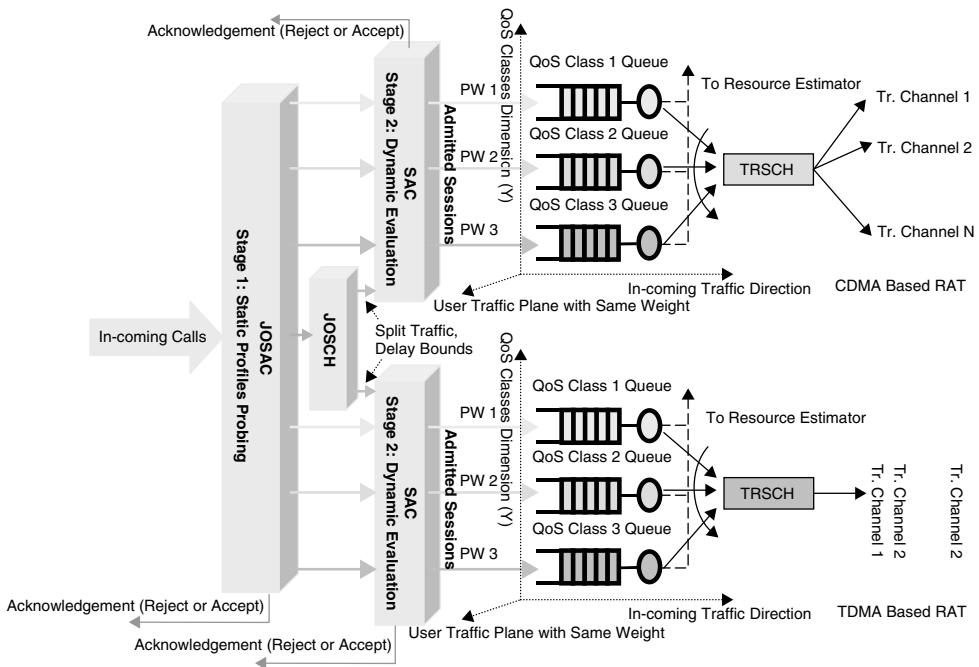 Acknowledgement (Reject or Accept)
In-coming Calls
Stage 1: Static Profiles Probing
JOSAC
JOSCH
Split Traffic,
Delay Bounds
Stage 2: Dynamic Evaluation
SAC
Admitted Sessions
PW 1
PW 2
PW 3
QoS Classes Dimension (Y)
QoS Class 1 Queue
QoS Class 2 Queue
QoS Class 3 Queue
To Resource Estimator
TRSCH
Tr. Channel 1
Tr. Channel 2
Tr. Channel N
In-coming Traffic Direction
User Traffic Plane with Same Weight
CDMA Based RAT
Stage 2: Dynamic Evaluation
SAC
Admitted Sessions
PW 1
PW 2
PW 3
QoS Classes Dimension (Y)
QoS Class 1 Queue
QoS Class 2 Queue
QoS Class 3 Queue
To Resource Estimator
TRSCH
Tr. Channel 1
Tr. Channel 2
Tr. Channel 2
In-coming Traffic Direction
User Traffic Plane with Same Weight
TDMA Based RAT
Acknowledgement (Reject or Accept)
Acknowledgement (Reject or Accept)